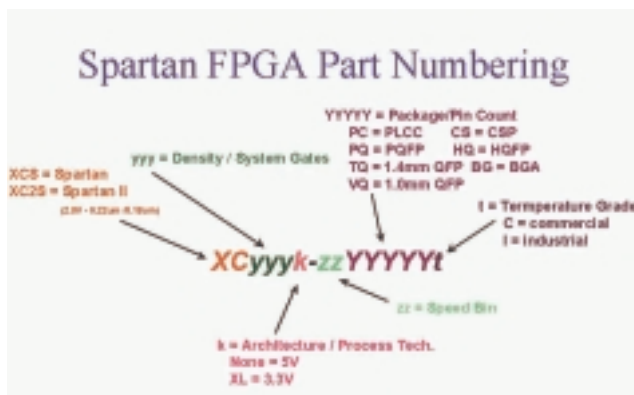 Spartan FPGA Part Numbering
YYYYY = Package/Pin Count
PC = PLCC CS = CSP
PQ = PQFP HQ = HQFP
TQ = 1.4mm QFP BG = BGA
VQ = 1.0mm QFP
yyy = Density / System Gates
XCS = Spartan
XC2S = Spartan II
t = Termperature Grade
C = commercial
I = Industrial
XCyyyk-zzYYYYYt
zz = Speed Bin
k = Architecture / Process Tech.
None = 5V
XL = 3.3V